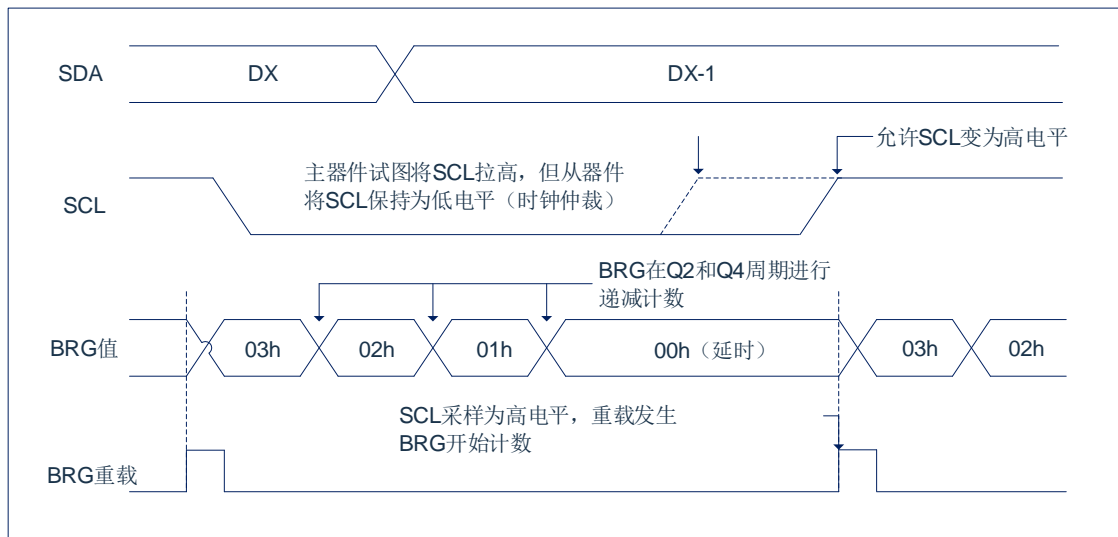 SDA
DX
DX-1
允许SCL变为高电平
主器件试图将SCL拉高，但从器件
将SCL保持为低电平（时钟仲裁）
SCL
BRG在Q2和Q4周期进行
递减计数
BRG值
03h
02h
01h
00h（延时）
03h
02h
SCL采样为高电平，重载发生
BRG开始计数
BRG重载